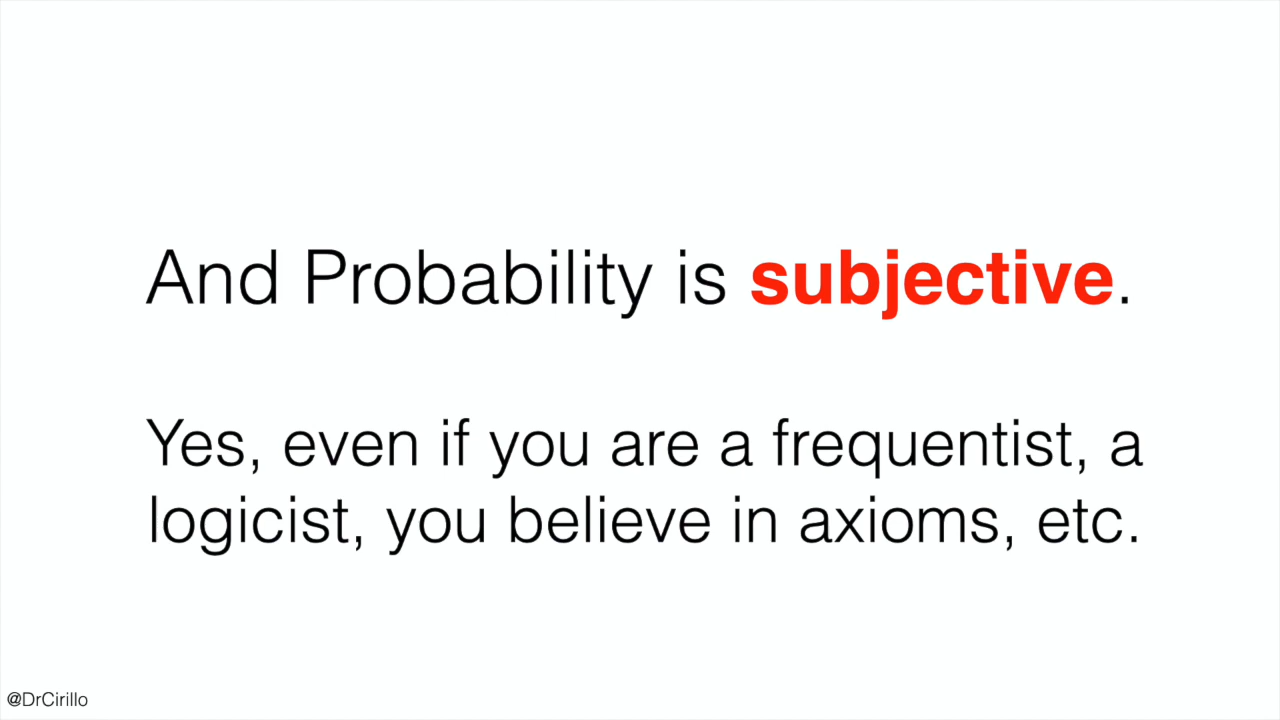 And Probability is subjective.
Yes, even if you are a frequentist, a
logicist, you believe in axioms, etc.
@DrCirillo